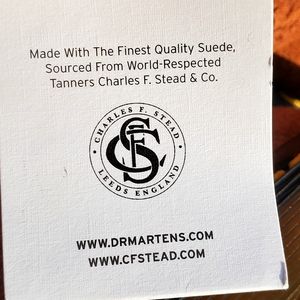 Made With The Finest Quality Suede,
Sourced From World-Respected
Tanners Charles F. Stead & Co.
• CHARLES F. STEAD •
CFS
LEEDS ENGLAND
WWW.DRMARTENS.COM
WWW.CFSTEAD.COM